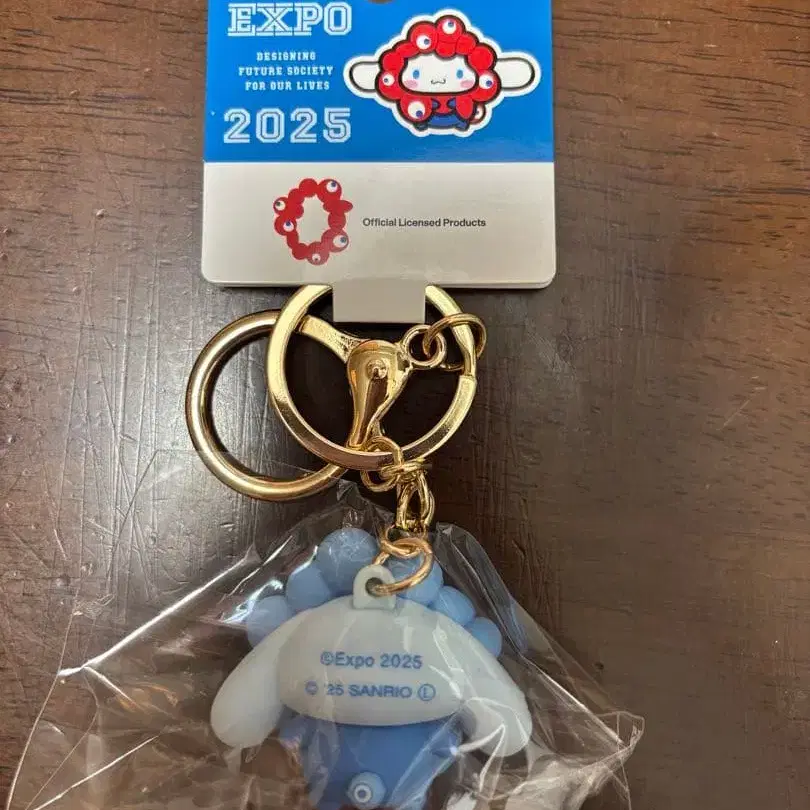 EXPO
DESIGNING
FUTURE SOCIETY
FOR OUR LIVES
2025
Official Licensed Products
©Expo 2025
© '25 SANRIO Ⓛ